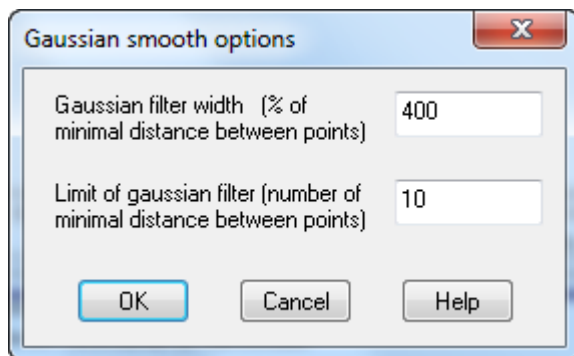 Gaussian smooth options
Gaussian filter width (% of
minimal distance between points)
400
Limit of gaussian filter (number of
minimal distance between points)
10
OK Cancel Help